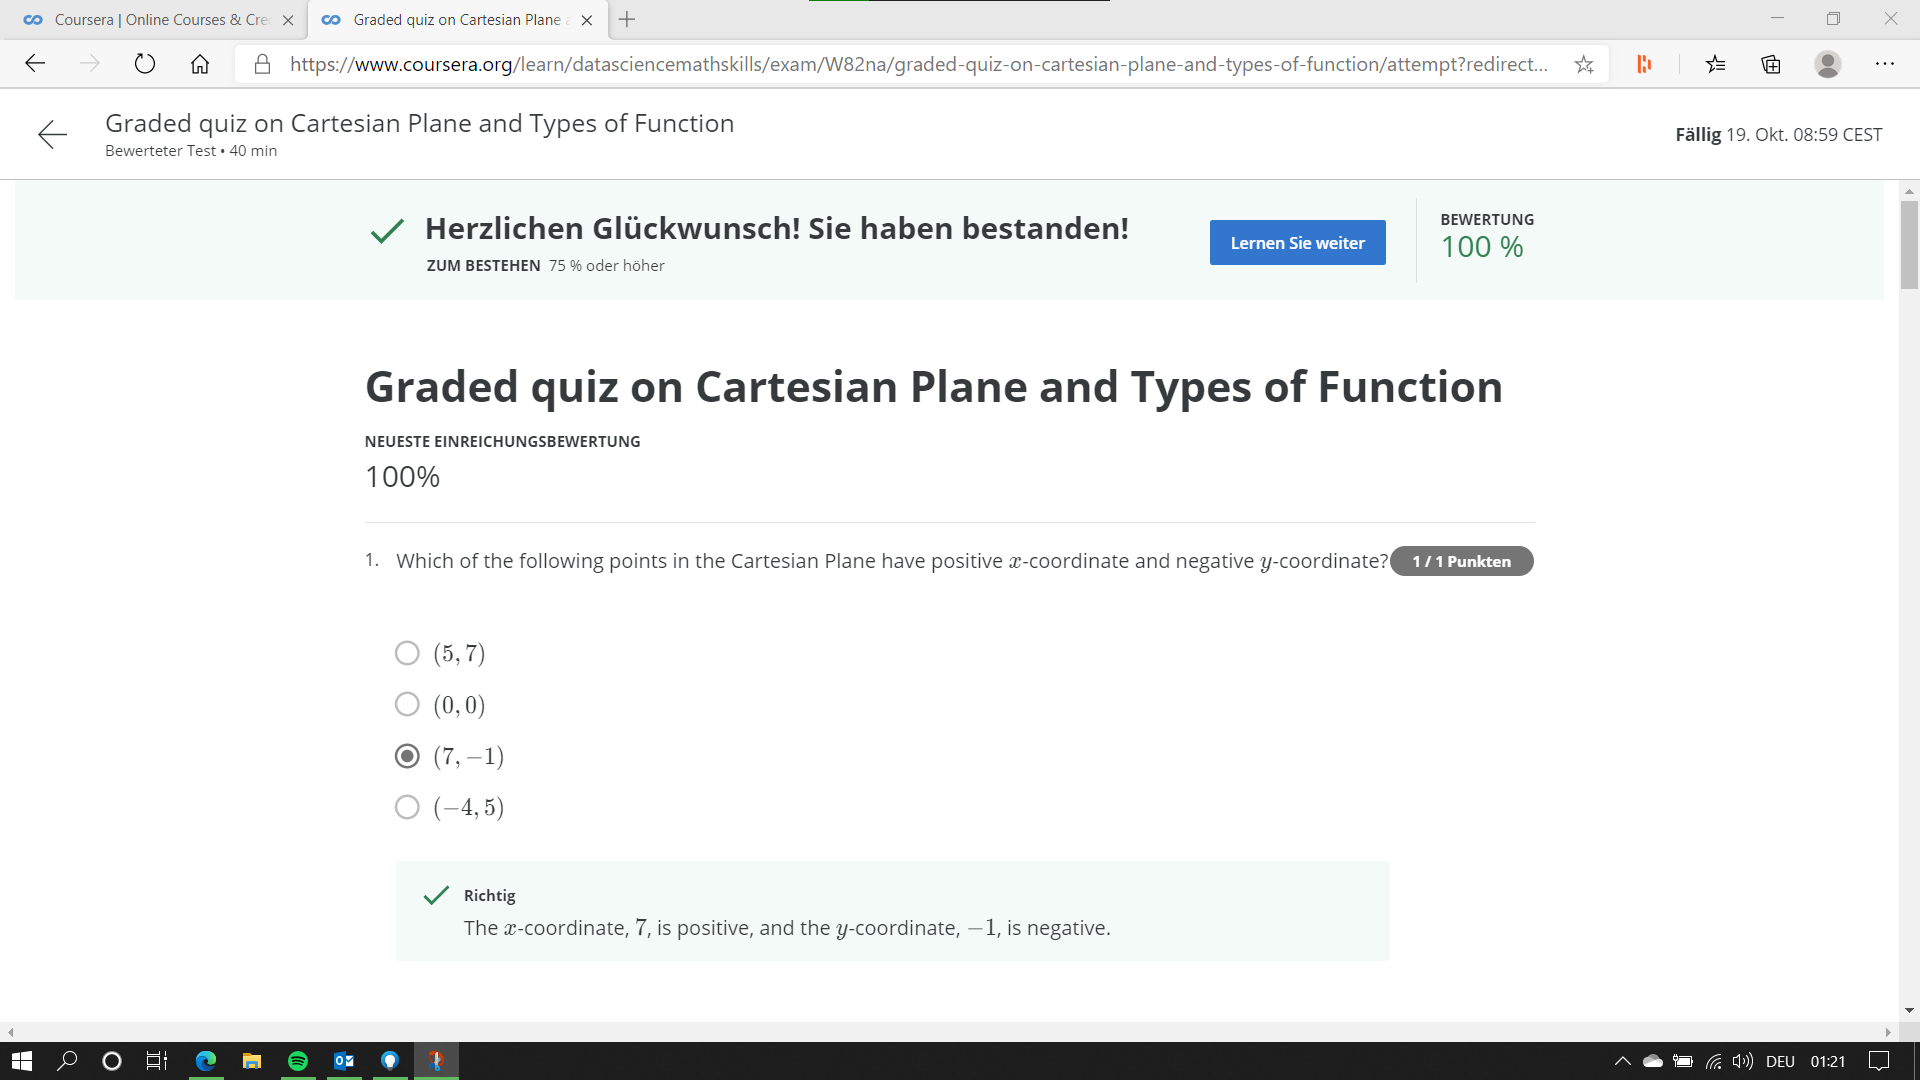 Coursera | Online Courses & Cre
Graded quiz on Cartesian Plane a
https://www.coursera.org/learn/datasciencemathskills/exam/W82na/graded-quiz-on-cartesian-plane-and-types-of-function/attempt?redirect...
Graded quiz on Cartesian Plane and Types of Function
Bewerteter Test • 40 min
Fällig 19. Okt. 08:59 CEST
Herzlichen Glückwunsch! Sie haben bestanden!
ZUM BESTEHEN 75 % oder höher
Lernen Sie weiter
BEWERTUNG
100 %
Graded quiz on Cartesian Plane and Types of Function
NEUESTE EINREICHUNGSBEWERTUNG
100%
1. Which of the following points in the Cartesian Plane have positive x-coordinate and negative y-coordinate?
1 / 1 Punkten
(5, 7)
(0, 0)
(7, −1)
(−4, 5)
Richtig
The x-coordinate, 7, is positive, and the y-coordinate, −1, is negative.
DEU 01:21